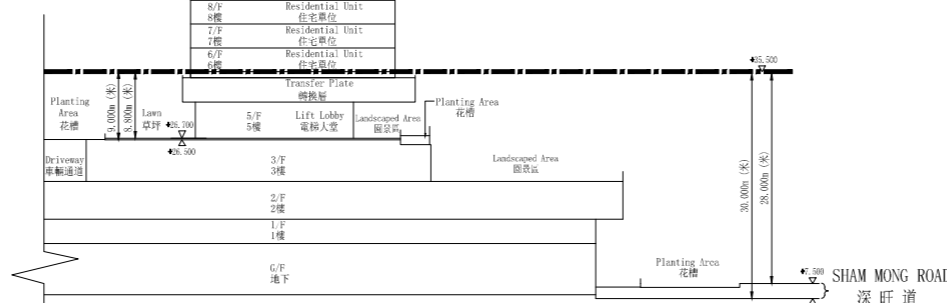 8/F Residential Unit
8樓 住宅單位
7/F Residential Unit
7樓 住宅單位
6/F Residential Unit
6樓 住宅單位
+35.500
Transfer Plate
轉換層
Planting
Area
花槽
9.000m (米)
8.800m (米)
Lawn
草坪
+26.700
+26.500
5/F Lift Lobby
5樓 電梯大堂
Landscaped Area
園景區
Planting Area
花槽
Driveway
車輛通道
3/F
3樓
Landscaped Area
園景區
30.000m (米)
28.000m (米)
2/F
2樓
1/F
1樓
G/F
地下
Planting Area
花槽
+7.500
SHAM MONG ROAD
深旺道